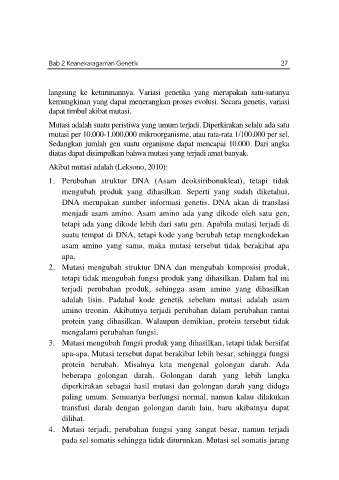 Bab 2 Keanekaragaman Genetik 27
langsung ke keturunannya. Variasi genetika yang merupakan satu-satunya
kemungkinan yang dapat menerangkan proses evolusi. Secara genetis, variasi
dapat timbul akibat mutasi.
Mutasi adalah suatu peristiwa yang umum terjadi. Diperkirakan selalu ada satu
mutasi per 10.000-1.000,000 mikroorganisme, atau rata-rata 1/100,000 per sel.
Sedangkan jumlah gen suatu organisme dapat mencapai 10.000. Dari angka
diatas dapat disimpulkan bahwa mutasi yang terjadi amat banyak.
Akibat mutasi adalah (Leksono, 2010):
1. Perubahan struktur DNA (Asam deoksiribonukleat), tetapi tidak
mengubah produk yang dihasilkan. Seperti yang sudah diketahui,
DNA merupakan sumber informasi genetis. DNA akan di translasi
menjadi asam amino. Asam amino ada yang dikode oleh satu gen,
tetapi ada yang dikode lebih dari satu gen. Apabila mutasi terjadi di
suatu tempat di DNA, tetapi kode yang berubah tetap mengkodekan
asam amino yang sama, maka mutasi tersebut tidak berakibat apa
apa.
2. Mutasi mengubah struktur DNA dan mengubah komposisi produk,
tetapi tidak mengubah fungsi produk yang dihasilkan. Dalam hal ini
terjadi perubahan produk, sehingga asam amino yang dihasilkan
adalah lisin. Padahal kode genetik sebelum mutasi adalah asam
amino treonin. Akibatnya terjadi perubahan dalam perubahan rantai
protein yang dihasilkan. Walaupun demikian, protein tersebut tidak
mengalami perubahan fungsi.
3. Mutasi mengubah fungsi produk yang dihasilkan, tetapi tidak bersifat
apa-apa. Mutasi tersebut dapat berakibat lebih besar, sehingga fungsi
protein berubah. Misalnya kita mengenal golongan darah. Ada
beberapa golongan darah. Golongan darah yang lebih langka
diperkirakan sebagai hasil mutasi dan golongan darah yang diduga
paling umum. Semuanya berfungsi normal, namun kalau dilakukan
transfusi darah dengan golongan darah lain, baru akibatnya dapat
dilihat.
4. Mutasi terjadi, perubahan fungsi yang sangat besar, namun terjadi
pada sel somatis sehingga tidak diturunkan. Mutasi sel somatis jarang